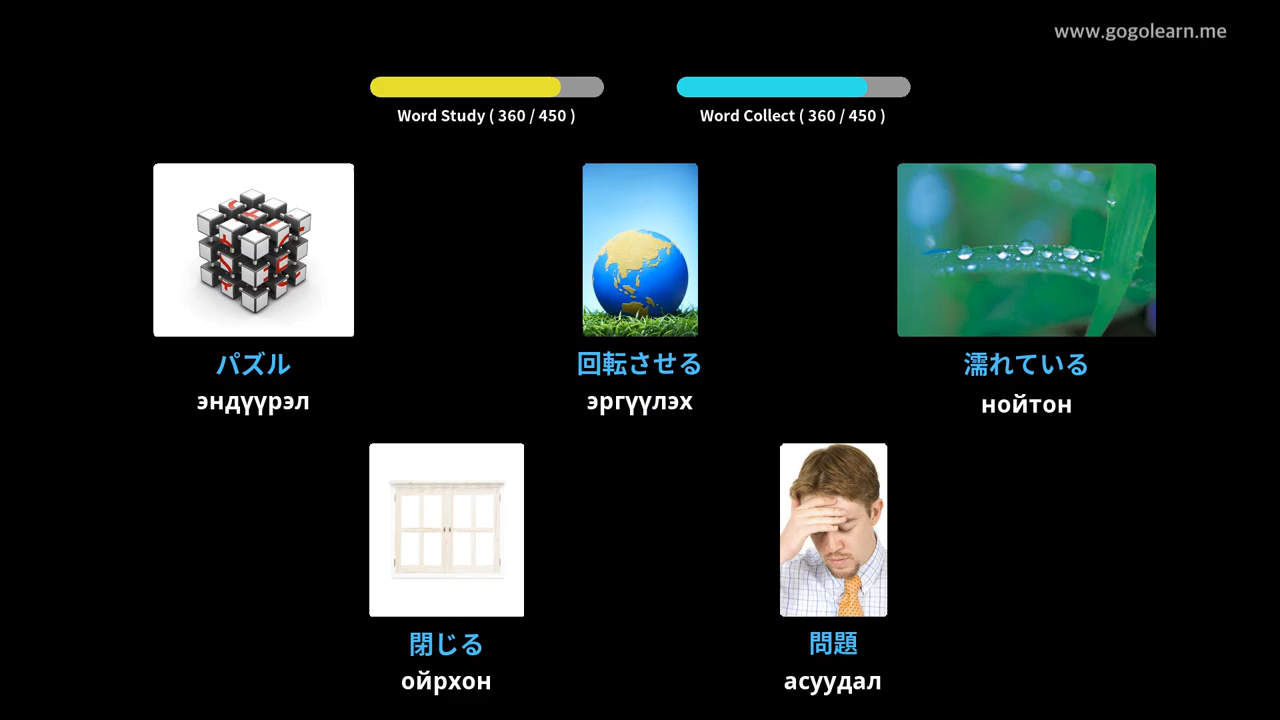 www.gogolearn.me
Word Study ( 360 / 450 )
Word Collect ( 360 / 450 )
パズル
эндүүрэл
回転させる
эргүүлэх
濡れている
нойтон
閉じる
ойрхон
問題
асуудал